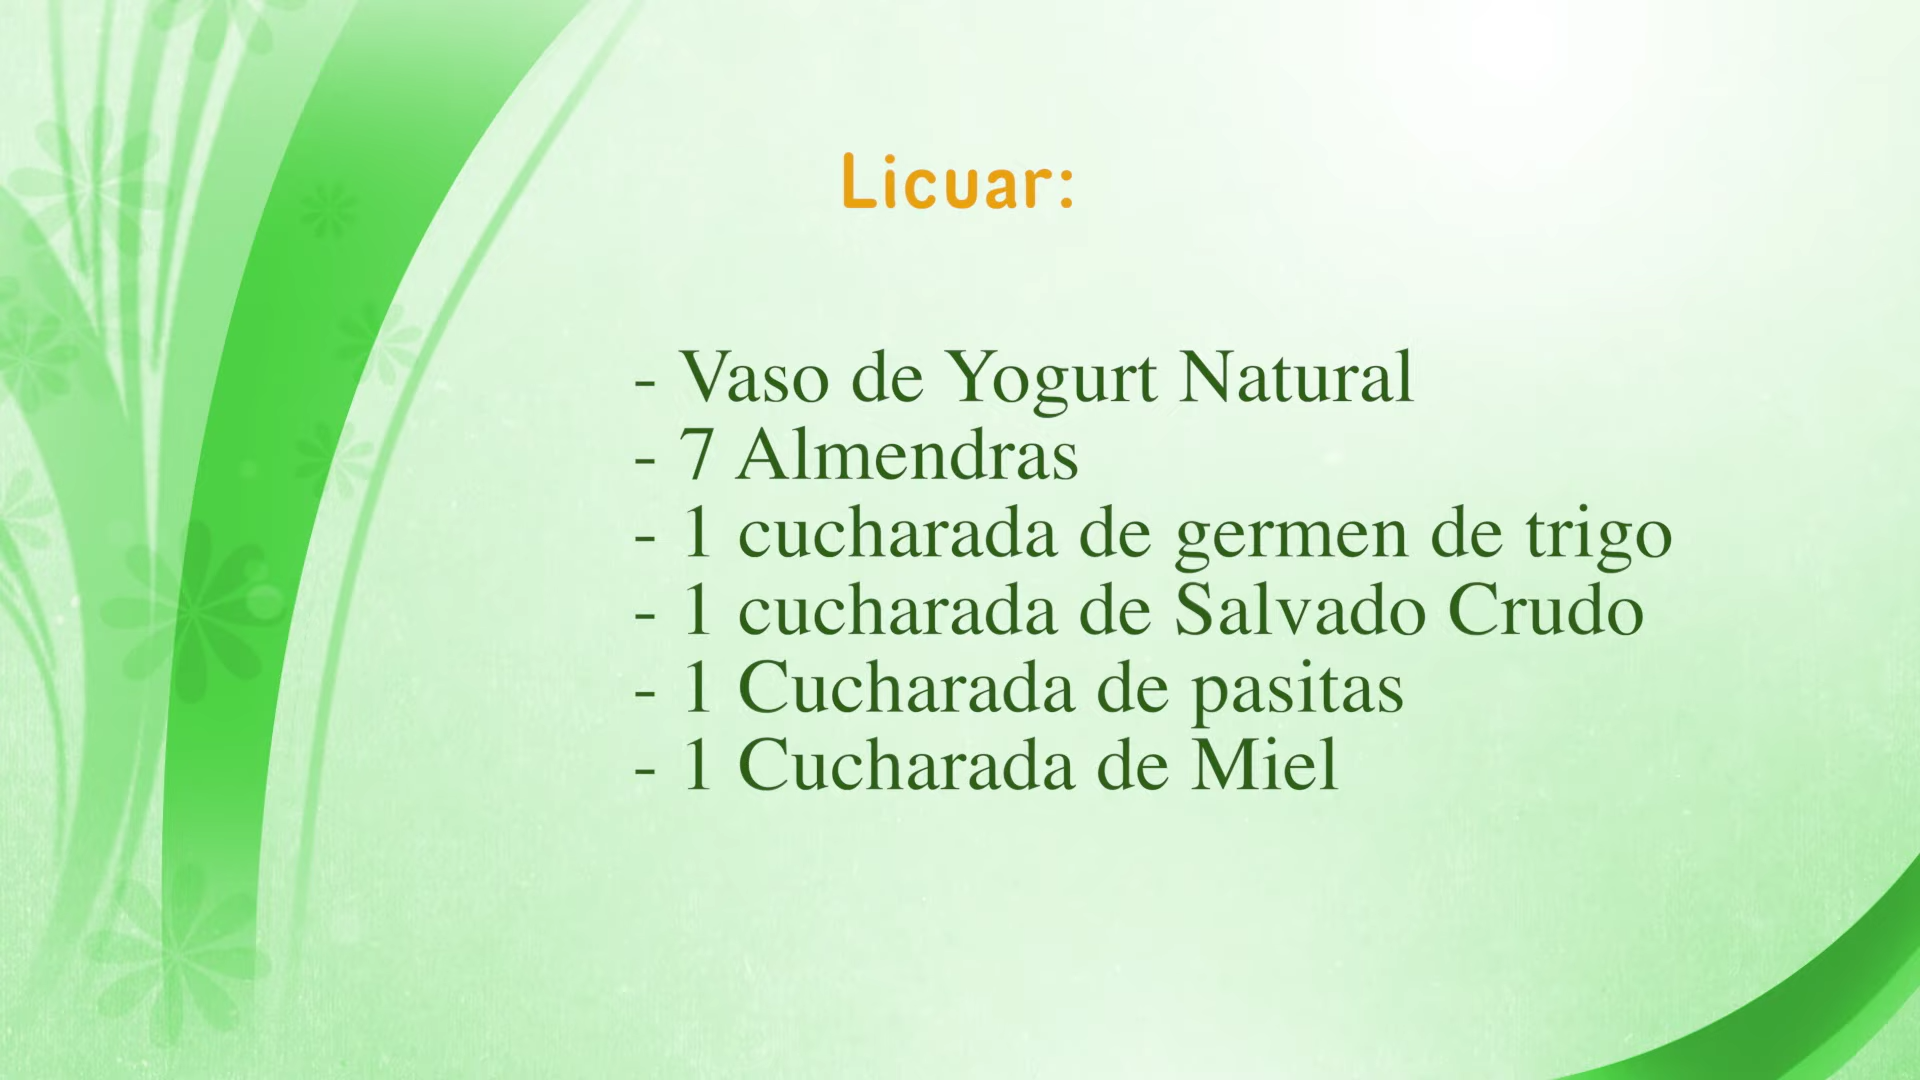 Licuar:
- Vaso de Yogurt Natural
- 7 Almendras
- 1 cucharada de germen de trigo
- 1 cucharada de Salvado Crudo
- 1 Cucharada de pasitas
- 1 Cucharada de Miel